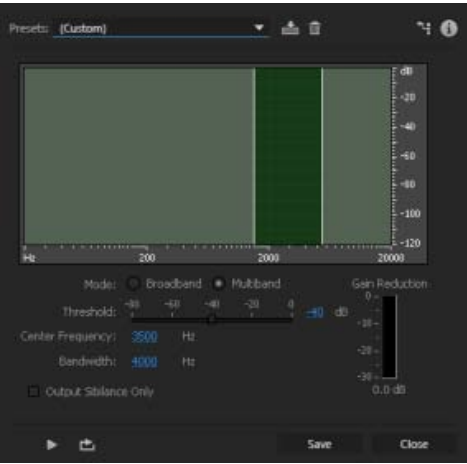 Presets: (Custom)
dB
-20
-40
-60
-80
-100
-120
Hz 200 2000 20000
Mode: Broadband Multiband Gain Reduction
Threshold: -80 -60 -40 -20 0 -40 dB
Center Frequency: 3500 Hz
Bandwidth: 4000 Hz
0
-10
-20
-30
0.0 dB
Output Sibilance Only
Save Close